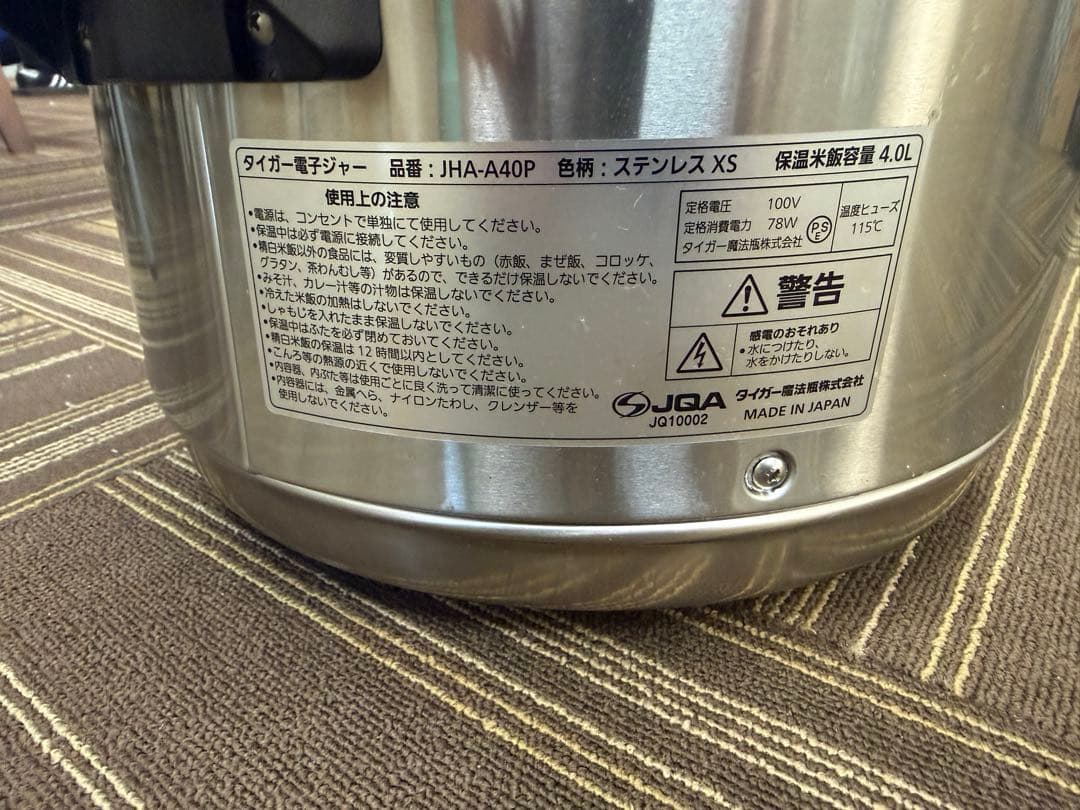 タイガー電子ジャー 品番：JHA-A40P 色柄：ステンレス XS 保温米飯容量 4.0L
使用上の注意
•電源は、コンセントで単独にて使用してください。
•保温中は必ず電源に接続してください。
•精白米飯以外の食品には、変質しやすいもの（赤飯、まぜ飯、コロッケ、
グラタン、茶わんむし等）があるので、できるだけ保温しないでください。
•みそ汁、カレー汁等の汁物は保温しないでください。
•冷えた米飯の加熱はしないでください。
•しゃもじを入れたまま保温しないでください。
•保温中はふたを必ず閉めておいてください。
•精白米飯の保温は12時間以内としてください。
•こんろ等の熱源の近くで使用しないでください。
•内容器、内ぶた等は使用ごとに良く洗って清潔に使ってください。
•内容器には、金属へら、ナイロンたわし、クレンザー等を
使用しないでください。
定格電圧 100V
定格消費電力 78W
タイガー魔法瓶株式会社
PSE
温度ヒューズ
115℃
警告
感電のおそれあり
•水につけたり、
水をかけたりしない。
JQA
JQ10002
タイガー魔法瓶株式会社
MADE IN JAPAN